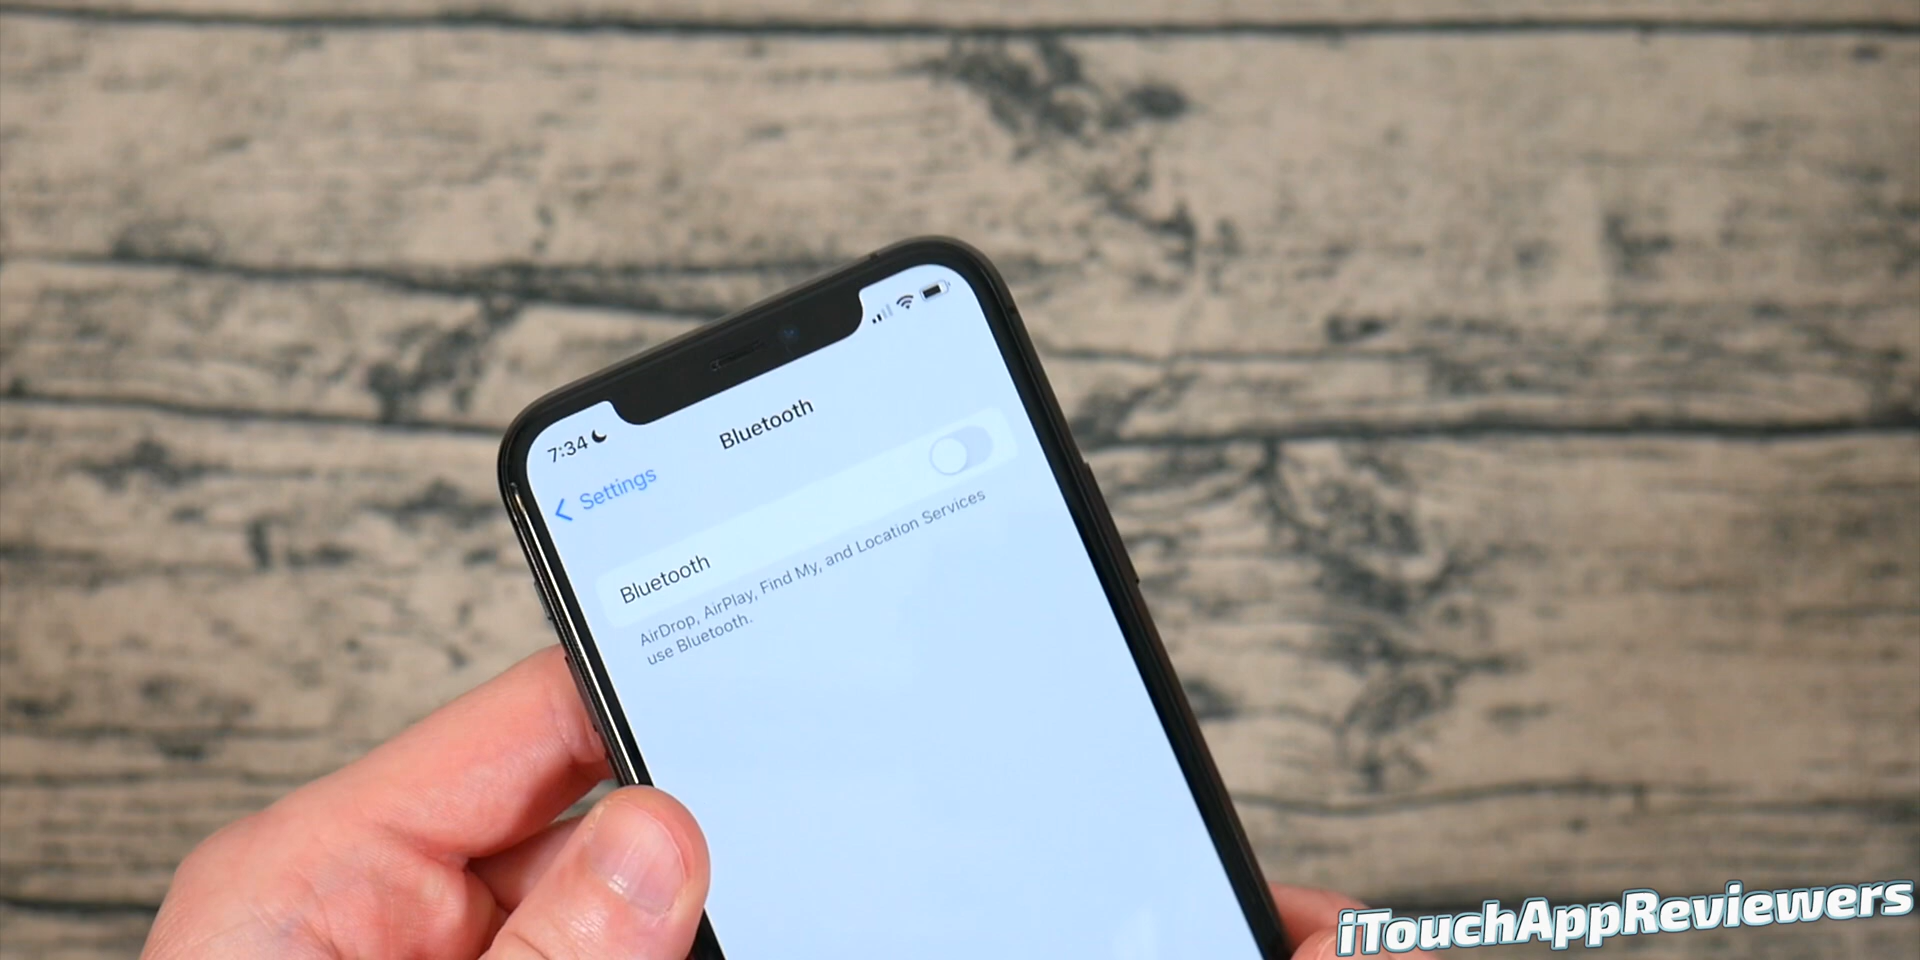 7:34
Settings
Bluetooth
Bluetooth
AirDrop, AirPlay, Find My, and Location Services
use Bluetooth.
iTouchAppReviewers